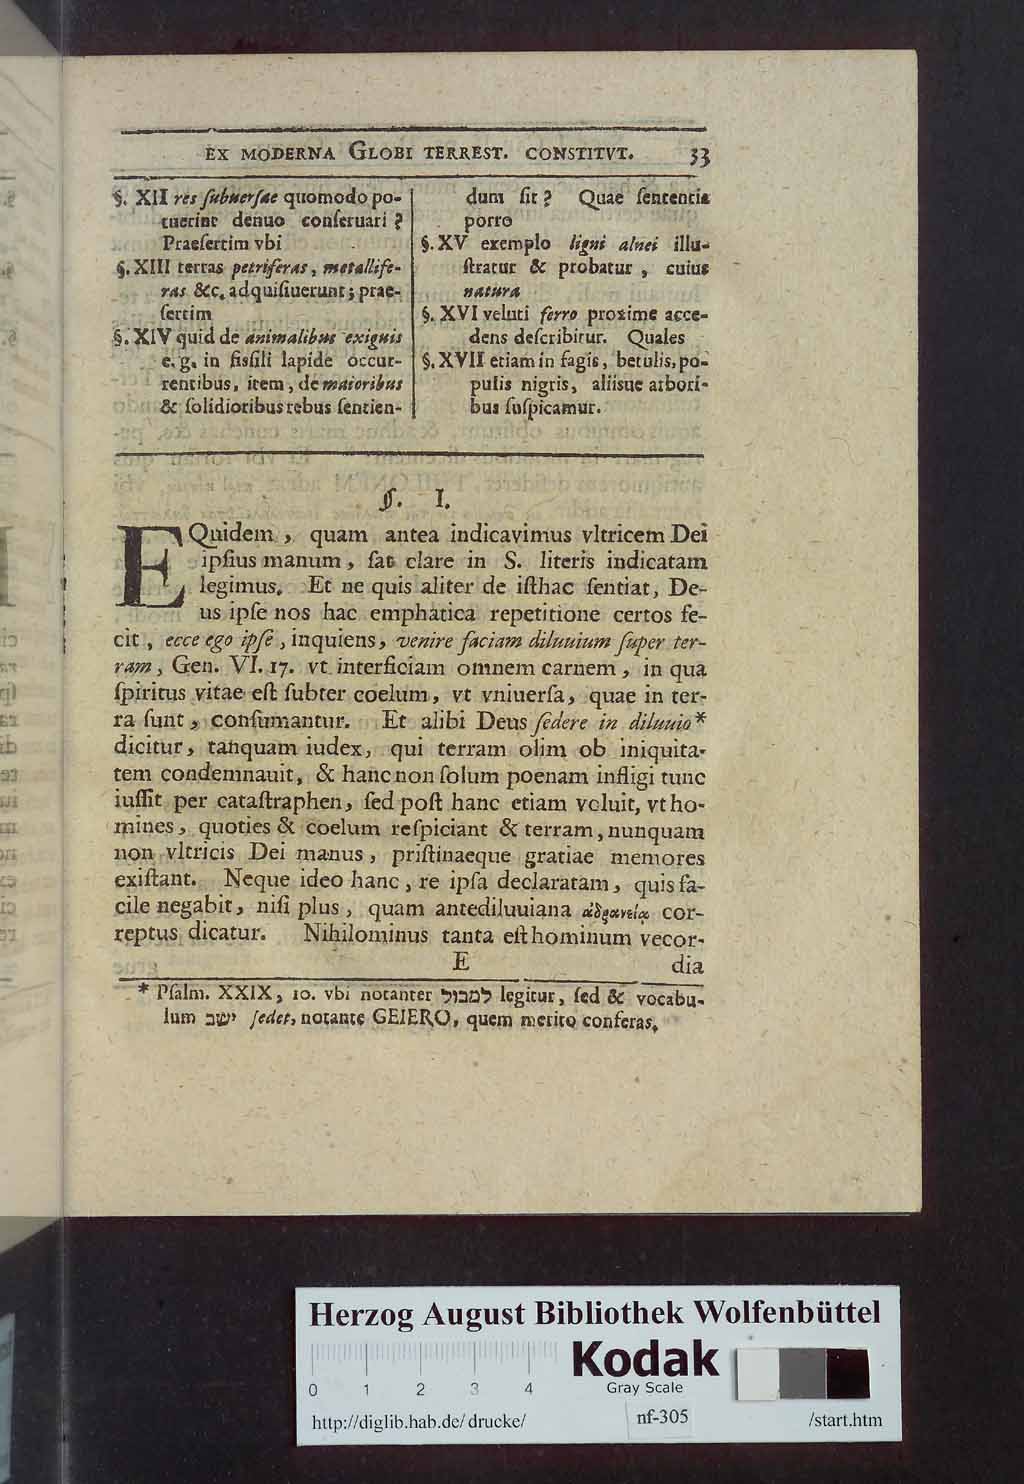 EX MODERNA GLOBI TERREST. CONSTITVT. 33
§. XII res ſubuerſae quomodo po-
tuerint denuo conſeruari?
Praeſertim vbi
§. XIII terras petriferas, metallife-
ras &c. adquiſiuerunt; prae-
ſertim
§. XIV quid de animalibus exiguis
e. g. in fisſili lapide occur-
rentibus, item, de maioribus
& ſolidioribus rebus ſentien-
dum ſit? Quae ſententia
porro
§. XV exemplo ligni alnei illu-
ſtratur & probatur, cuius
natura
§. XVI veluti ferro proxime acce-
dens deſcribitur. Quales
§. XVII etiam in fagis, betulis, po-
pulis nigris, aliisue arbori-
bus ſuſpicamur.
§. I.
EQuidem, quam antea indicavimus vltricem Dei
ipſius manum, ſat clare in S. literis indicatam
legimus. Et ne quis aliter de iſthac ſentiat, De-
us ipſe nos hac emphatica repetitione certos fe-
cit, ecce ego ipſe, inquiens, venire faciam diluuium ſuper ter-
ram, Gen. VI. 17. vt interficiam omnem carnem, in qua
ſpiritus vitae eſt ſubter coelum, vt vniuerſa, quae in ter-
ra ſunt, conſumantur. Et alibi Deus ſedere in diluuio*
dicitur, tanquam iudex, qui terram olim ob iniquita-
tem condemnauit, & hanc non ſolum poenam infligi tunc
iuſſit per cataſtraphen, ſed poſt hanc etiam voluit, vt ho-
mines, quoties & coelum reſpiciant & terram, nunquam
non vltricis Dei manus, priſtinaeque gratiae memores
exiſtant. Neque ideo hanc, re ipſa declaratam, quis fa-
cile negabit, niſi plus, quam antediluuiana ἀδρανείᾳ cor-
reptus dicatur. Nihilominus tanta eſt hominum vecor-
E dia
* Pſalm. XXIX, 10. vbi notanter למבול legitur, ſed & vocabu-
lum ישב ſedet, notante GEIERO, quem merito conferas.
Herzog August Bibliothek Wolfenbüttel
Kodak
Gray Scale
0 1 2 3 4
http://diglib.hab.de/drucke/ nf-305 /start.htm